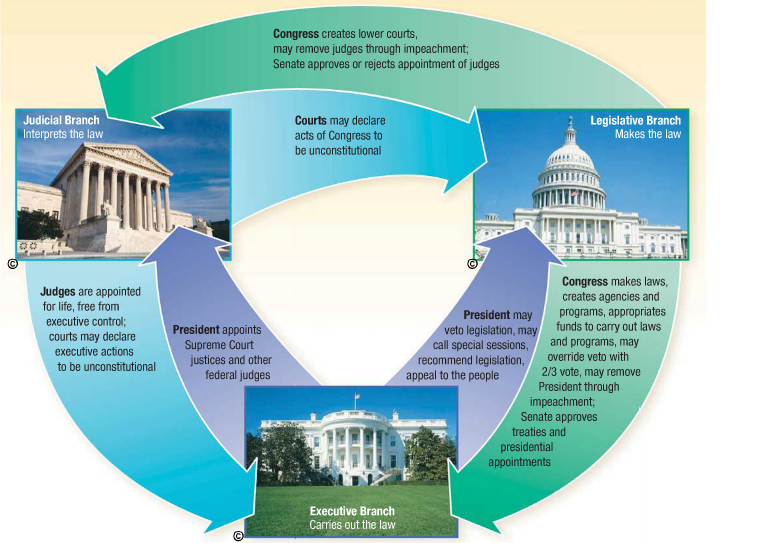 Congress creates lower courts,
may remove judges through impeachment;
Senate approves or rejects appointment of judges
Judicial Branch
Interprets the law
Courts may declare
acts of Congress to
be unconstitutional
Legislative Branch
Makes the law
©
©
Judges are appointed
for life, free from
executive control;
courts may declare
executive actions
to be unconstitutional
President appoints
Supreme Court
justices and other
federal judges
President may
veto legislation, may
call special sessions,
recommend legislation,
appeal to the people
Congress makes laws,
creates agencies and
programs, appropriates
funds to carry out laws
and programs, may
override veto with
2/3 vote, may remove
President through
impeachment;
Senate approves
treaties and
presidential
appointments
Executive Branch
Carries out the law
©